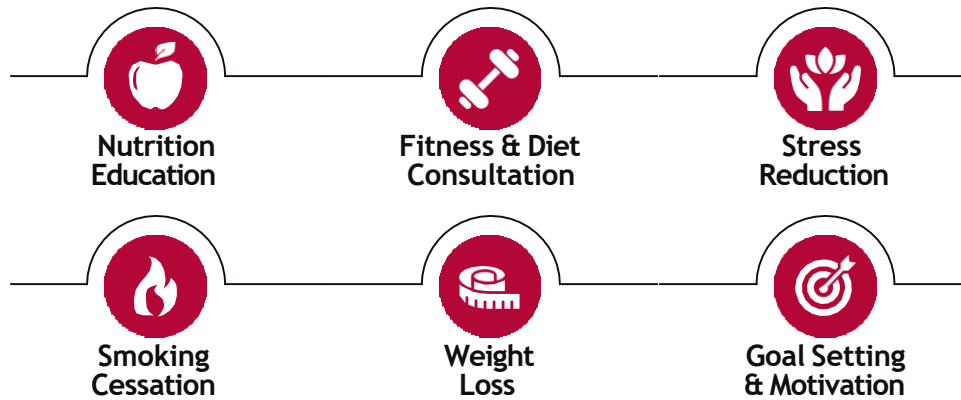 Nutrition
Education
Fitness & Diet
Consultation
Stress
Reduction
Smoking
Cessation
Weight
Loss
Goal Setting
& Motivation